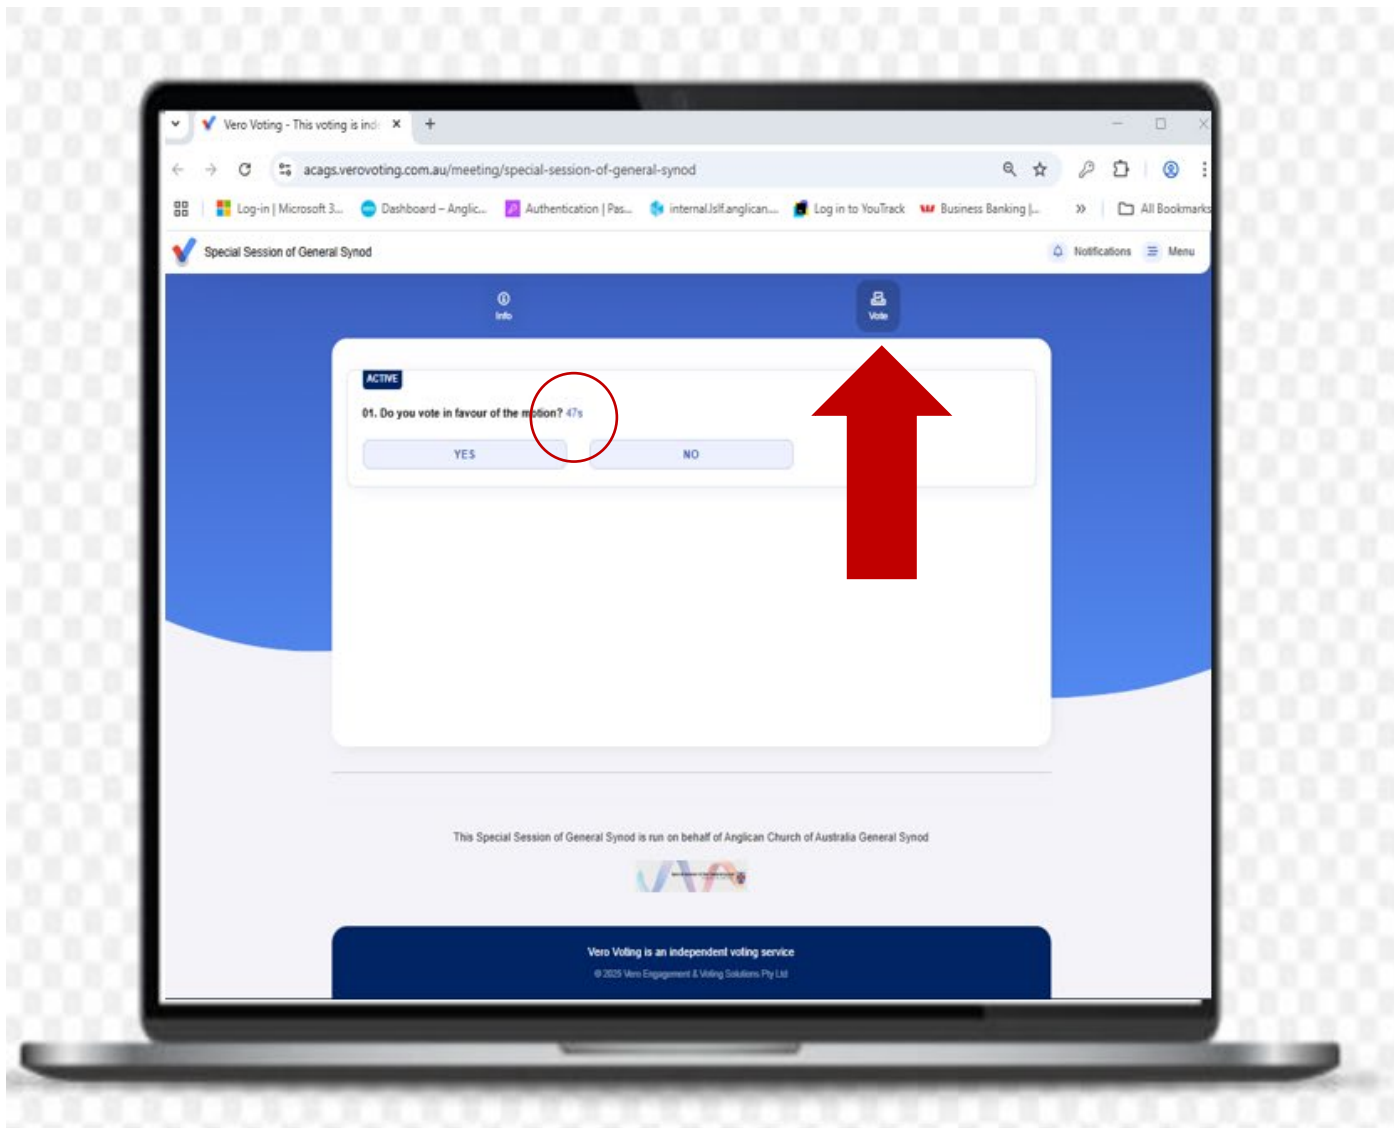 Vero Voting - This voting is ind
acags.verovoting.com.au/meeting/special-session-of-general-synod
Log-in | Microsoft 3...
Dashboard – Anglic...
Authentication | Pas...
internal.lslf.anglican....
Log in to YouTrack
Business Banking |...
All Bookmarks
Special Session of General Synod
Notifications
Menu
Info
Vote
ACTIVE
01. Do you vote in favour of the motion? 47s
YES
NO
This Special Session of General Synod is run on behalf of Anglican Church of Australia General Synod
Vero Voting is an independent voting service
© 2025 Vero Engagement & Voting Solutions Pty Ltd